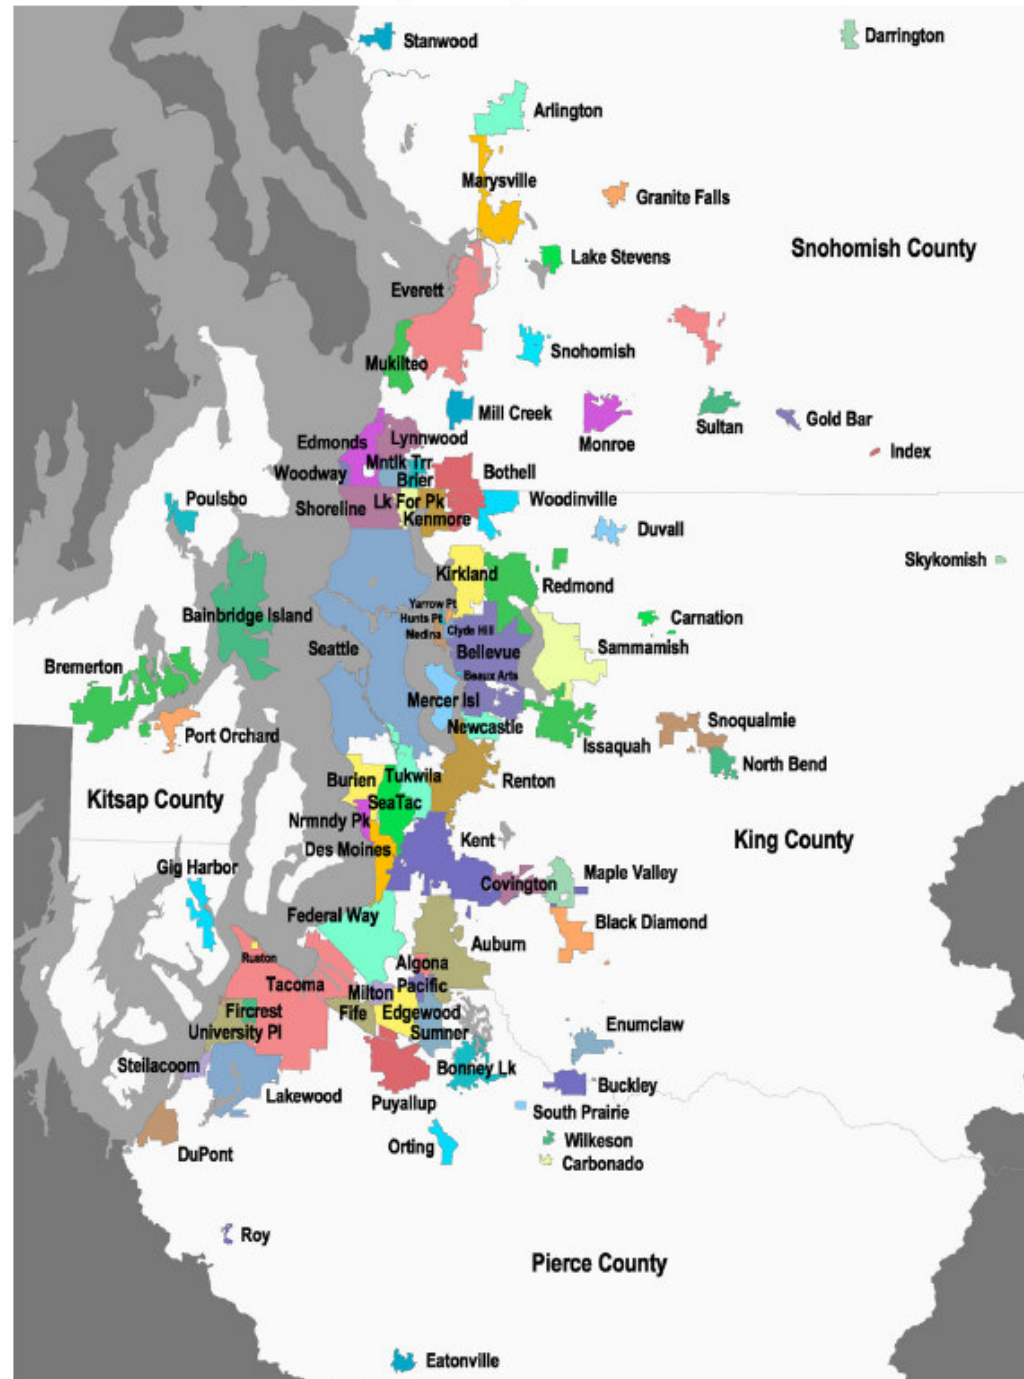 Stanwood
Darrington
Arlington
Marysville
Granite Falls
Snohomish County
Lake Stevens
Everett
Snohomish
Mukilteo
Mill Creek
Gold Bar
Sultan
Monroe
Edmonds
Lynnwood
Index
Mntlk Trr
Woodway
Brier
Bothell
Poulsbo
Woodinville
Shoreline
Lk For Pk
Kenmore
Duvall
Skykomish
Kirkland
Redmond
Yarrow Pt
Bainbridge Island
Hunts Pt
Carnation
Clyde Hill
Medina
Seattle
Bellevue
Sammamish
Bremerton
Beaux Arts
Mercer Isl
Snoqualmie
Newcastle
Port Orchard
Issaquah
North Bend
Burien
Tukwila
Renton
Kitsap County
SeaTac
Nrmndy Pk
Kent
King County
Des Moines
Gig Harbor
Maple Valley
Covington
Federal Way
Black Diamond
Auburn
Ruston
Algona
Tacoma
Pacific
Milton
Fircrest
Fife
Edgewood
Enumclaw
University Pl
Sumner
Steilacoom
Bonney Lk
Buckley
Lakewood
Puyallup
South Prairie
Wilkeson
Orting
DuPont
Carbonado
Roy
Pierce County
Eatonville